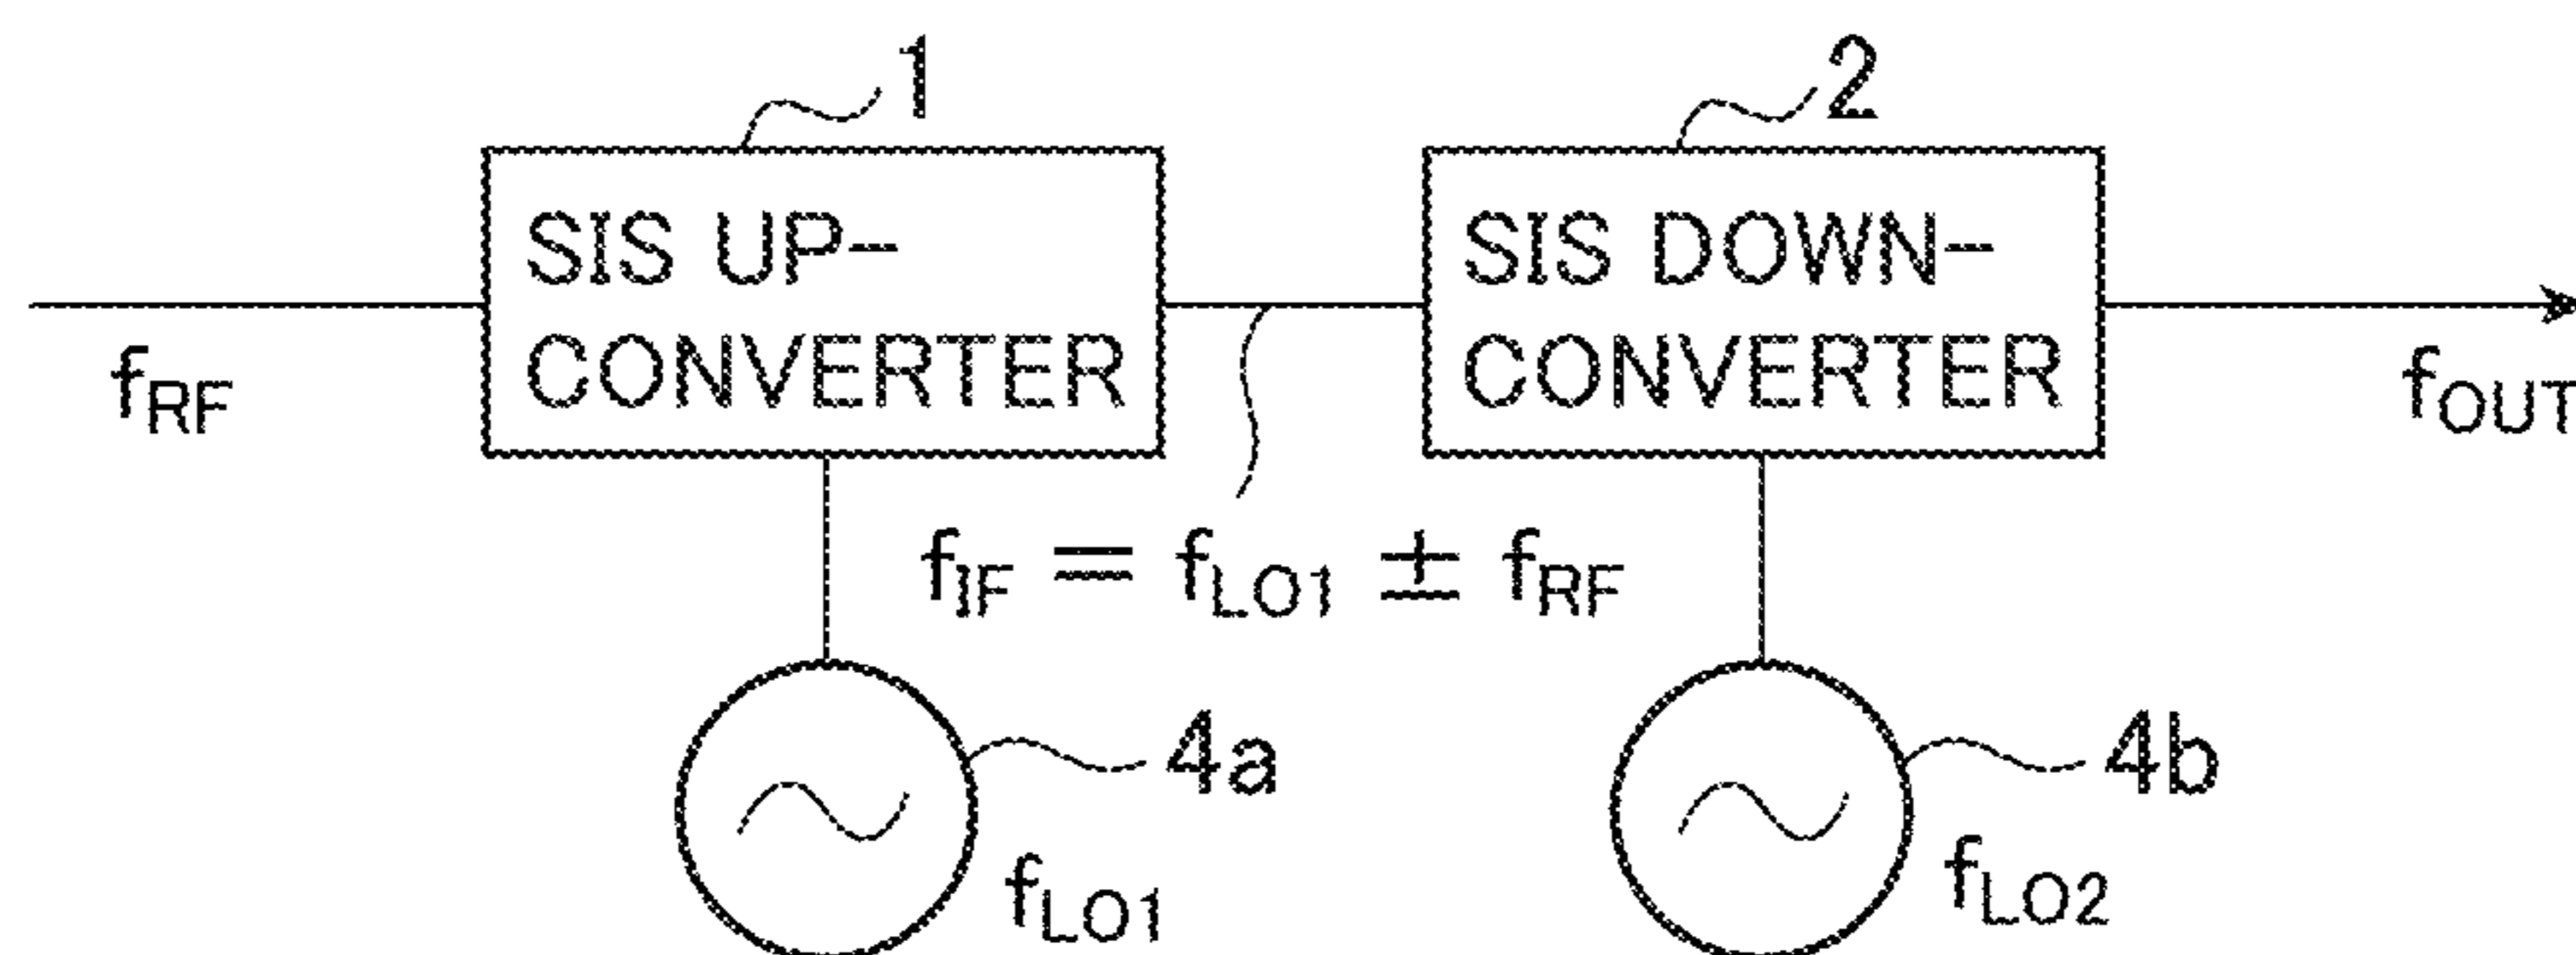 1
2
SIS UP-
CONVERTER
SIS DOWN-
CONVERTER
fRF
fOUT
fIF = fLO1 ± fRF
4a
4b
fLO1
fLO2